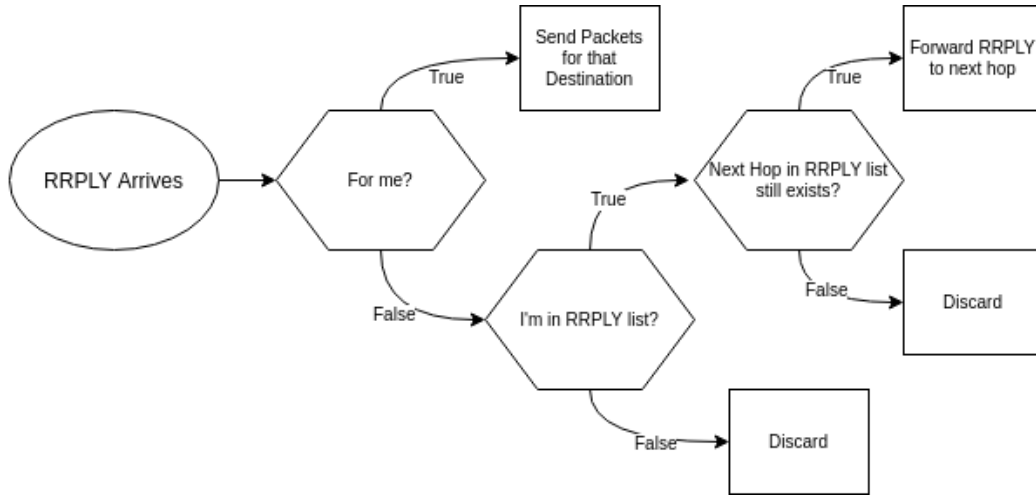 RRPLY Arrives
For me?
True
Send Packets
for that
Destination
False
I'm in RRPLY list?
True
Next Hop in RRPLY list
still exists?
True
Forward RRPLY
to next hop
False
Discard
False
Discard